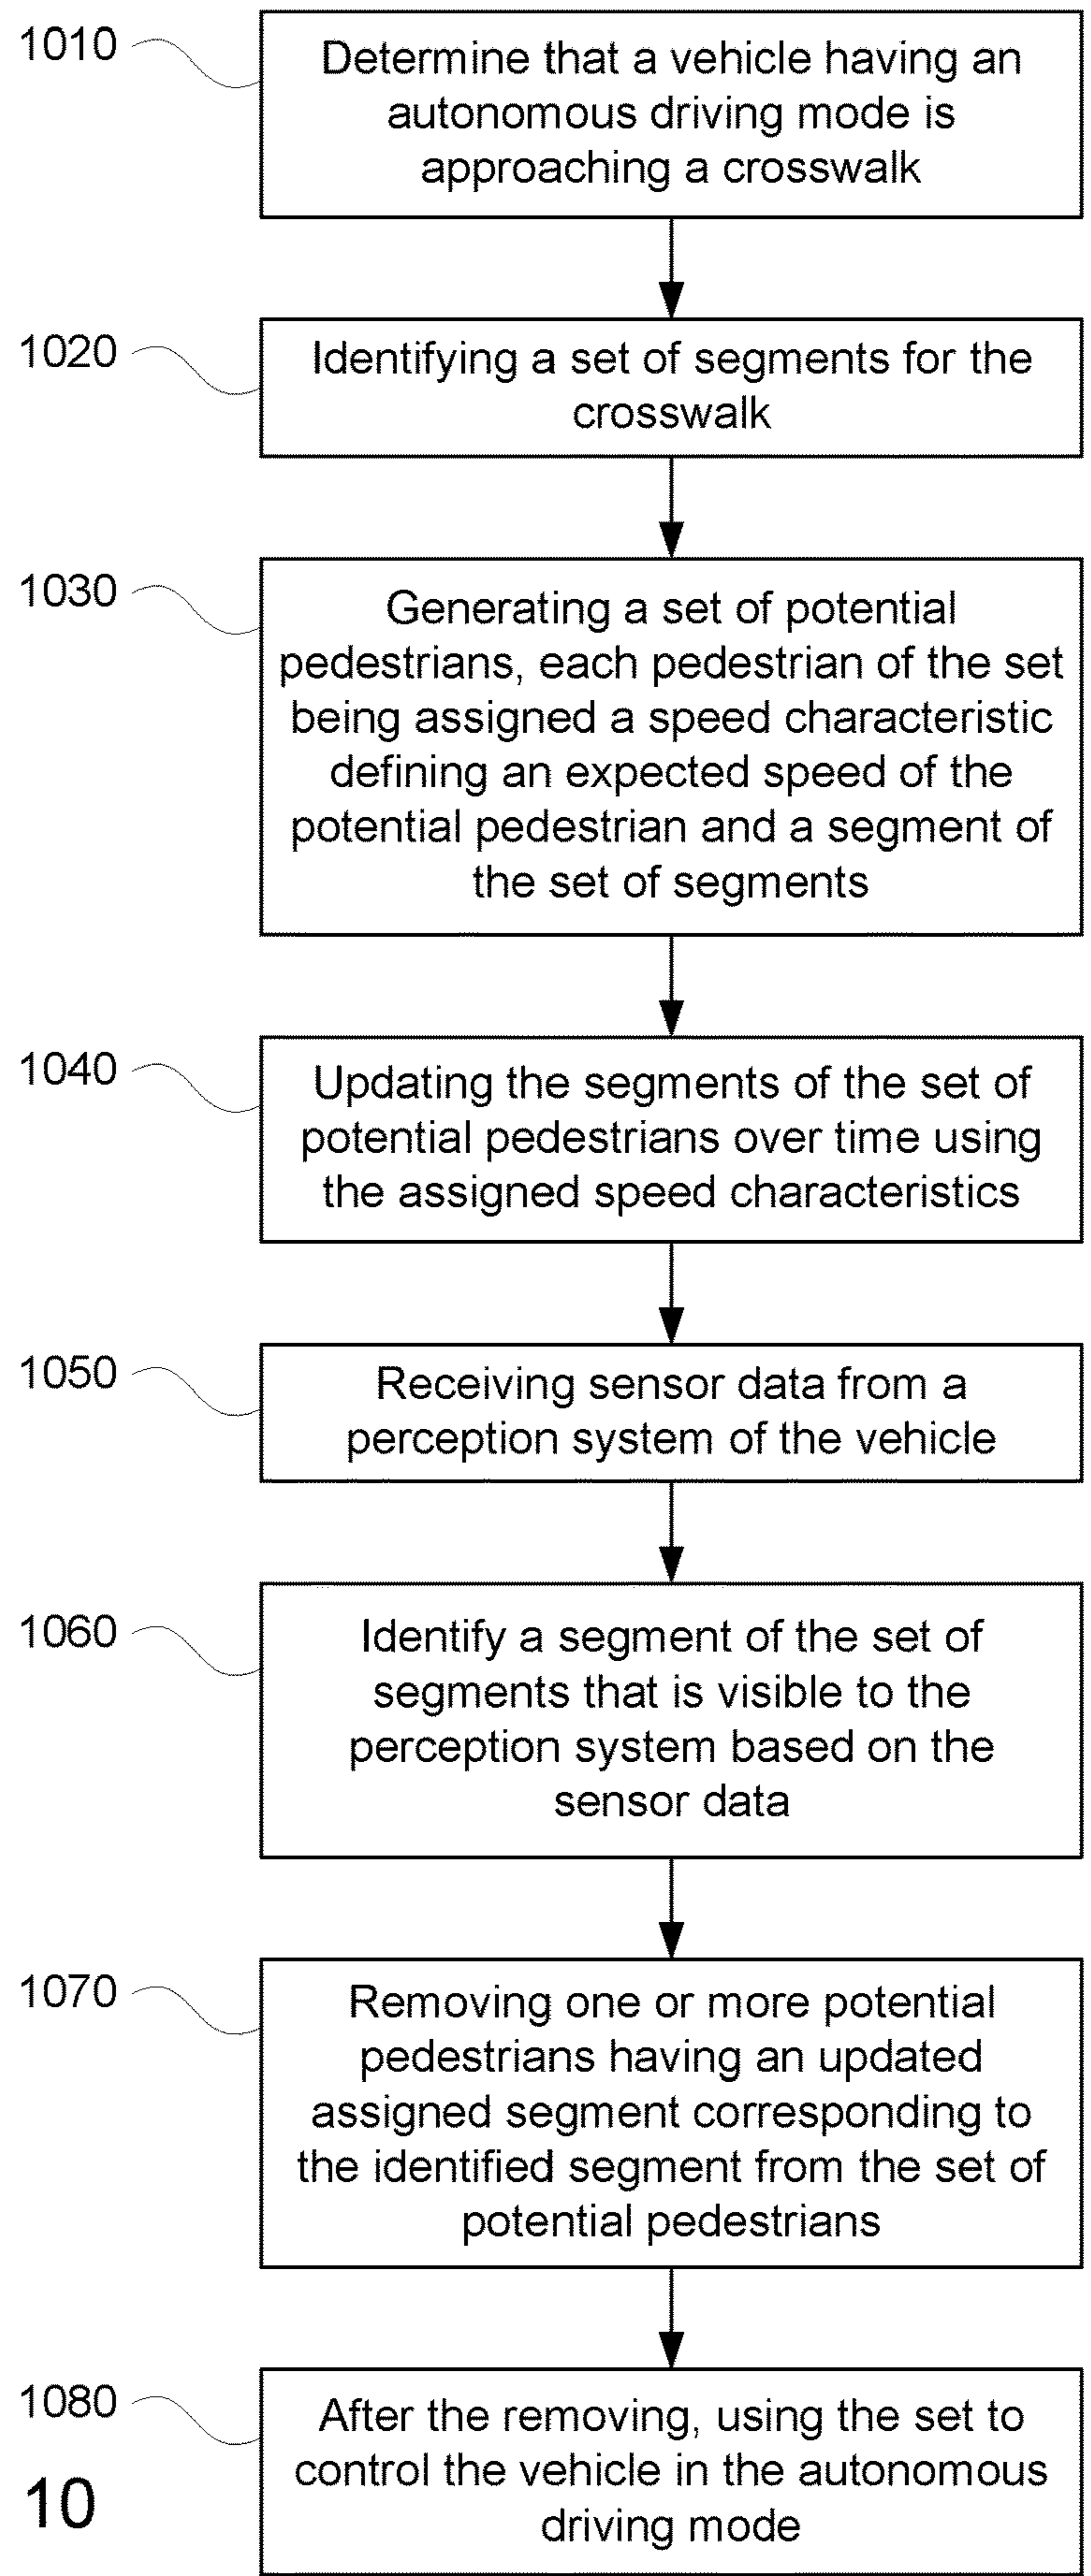 1010
Determine that a vehicle having an
autonomous driving mode is
approaching a crosswalk
1020
Identifying a set of segments for the
crosswalk
1030
Generating a set of potential
pedestrians, each pedestrian of the set
being assigned a speed characteristic
defining an expected speed of the
potential pedestrian and a segment of
the set of segments
1040
Updating the segments of the set of
potential pedestrians over time using
the assigned speed characteristics
1050
Receiving sensor data from a
perception system of the vehicle
1060
Identify a segment of the set of
segments that is visible to the
perception system based on the
sensor data
1070
Removing one or more potential
pedestrians having an updated
assigned segment corresponding to
the identified segment from the set of
potential pedestrians
1080
After the removing, using the set to
control the vehicle in the autonomous
driving mode
10